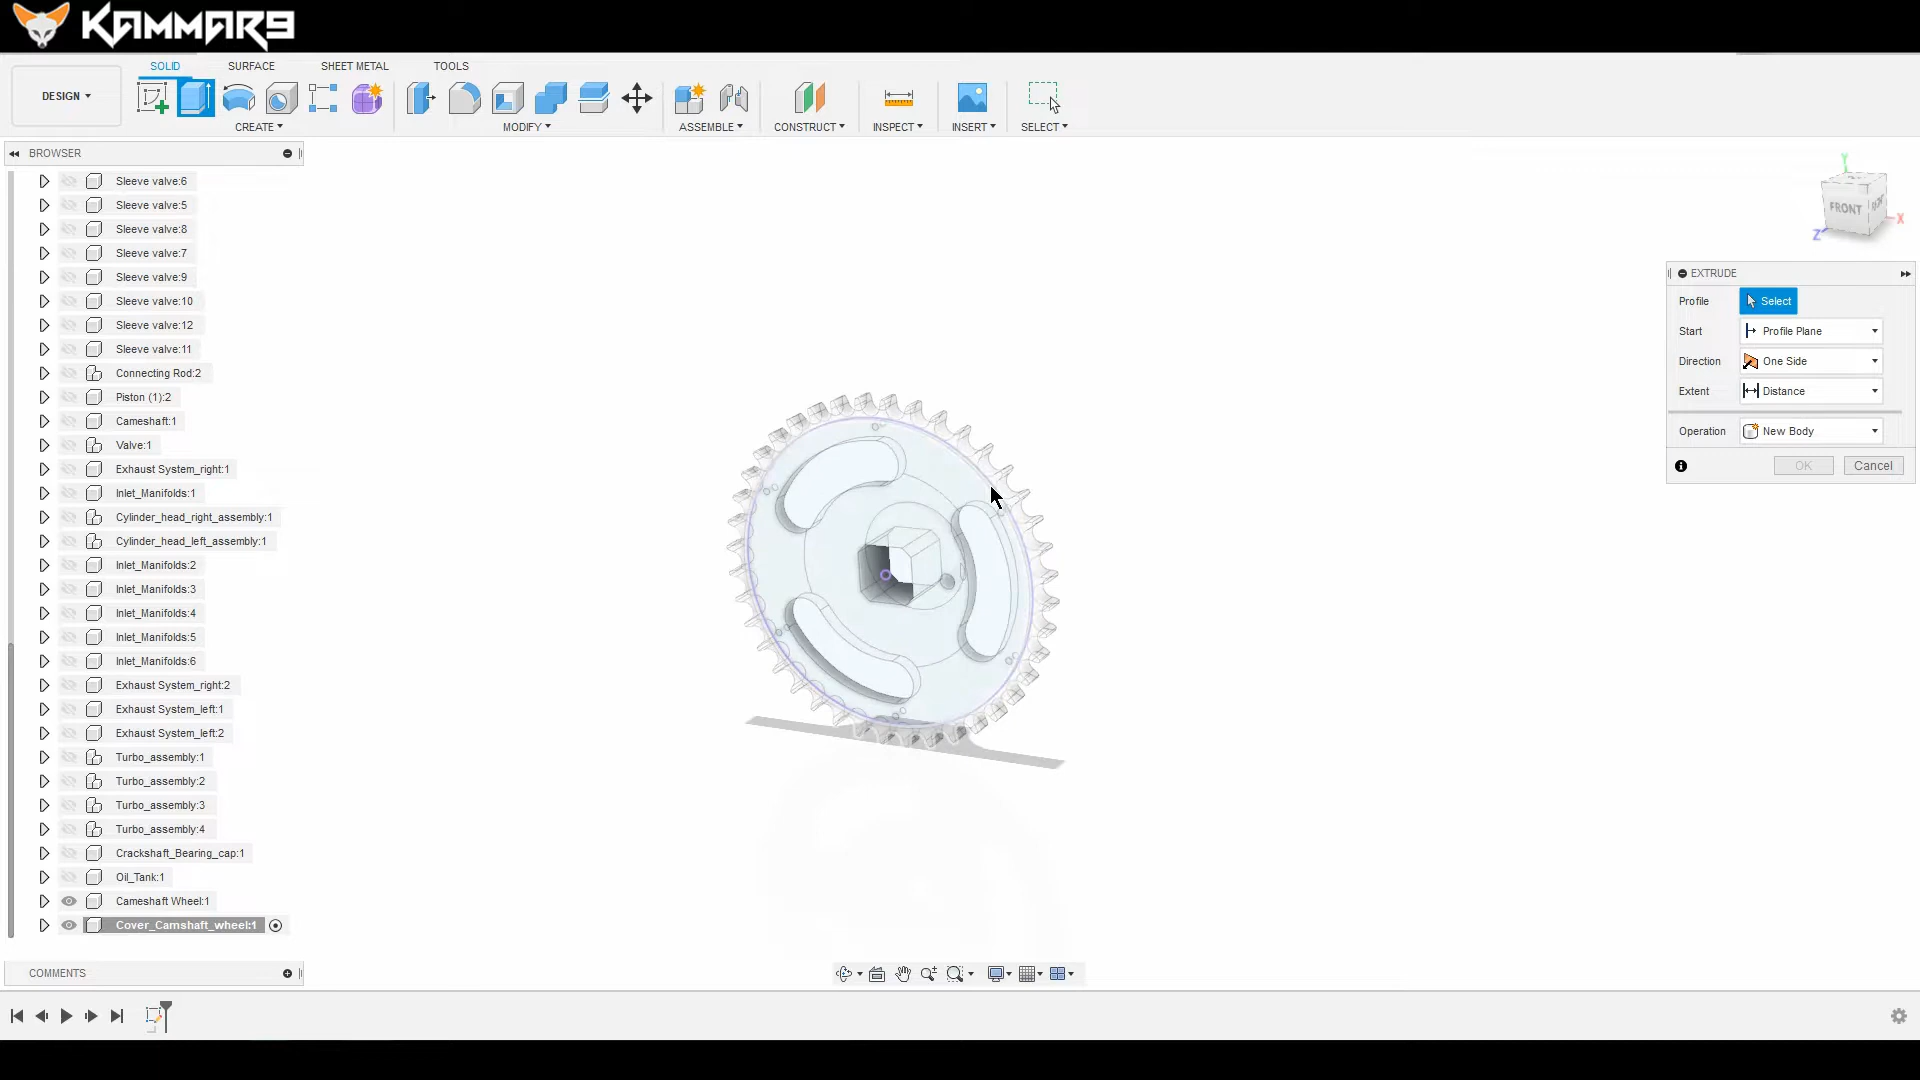 KAMMAR9
SOLID SURFACE SHEET METAL TOOLS
DESIGN
CREATE MODIFY ASSEMBLE CONSTRUCT INSPECT INSERT SELECT
BROWSER
Sleeve valve:6
Sleeve valve:5
Sleeve valve:8
Sleeve valve:7
Sleeve valve:9
Sleeve valve:10
Sleeve valve:12
Sleeve valve:11
Connecting Rod:2
Piston (1):2
Cameshaft:1
Valve:1
Exhaust System_right:1
Inlet_Manifolds:1
Cylinder_head_right_assembly:1
Cylinder_head_left_assembly:1
Inlet_Manifolds:2
Inlet_Manifolds:3
Inlet_Manifolds:4
Inlet_Manifolds:5
Inlet_Manifolds:6
Exhaust System_right:2
Exhaust System_left:1
Exhaust System_left:2
Turbo_assembly:1
Turbo_assembly:2
Turbo_assembly:3
Turbo_assembly:4
Crackshaft_Bearing_cap:1
Oil_Tank:1
Cameshaft Wheel:1
Cover_Camshaft_wheel:1
COMMENTS
Y
FRONT
X
Z
EXTRUDE
Profile Select
Start Profile Plane
Direction One Side
Extent Distance
Operation New Body
OK Cancel